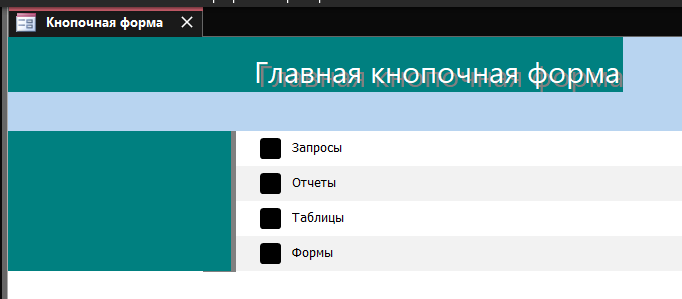 Кнопочная форма
Главная кнопочная форма
Запросы
Отчеты
Таблицы
Формы